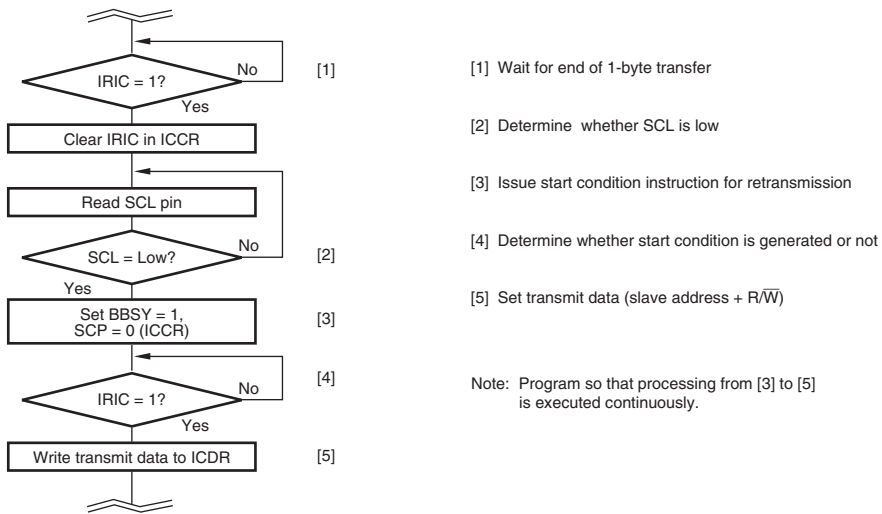 IRIC = 1?
No
[1]
Yes
Clear IRIC in ICCR
Read SCL pin
SCL = Low?
No
[2]
Yes
Set BBSY = 1,
SCP = 0 (ICCR)
[3]
IRIC = 1?
No
[4]
Yes
Write transmit data to ICDR
[5]
[1] Wait for end of 1-byte transfer
[2] Determine whether SCL is low
[3] Issue start condition instruction for retransmission
[4] Determine whether start condition is generated or not
[5] Set transmit data (slave address + R/W̅)
Note: Program so that processing from [3] to [5]
is executed continuously.